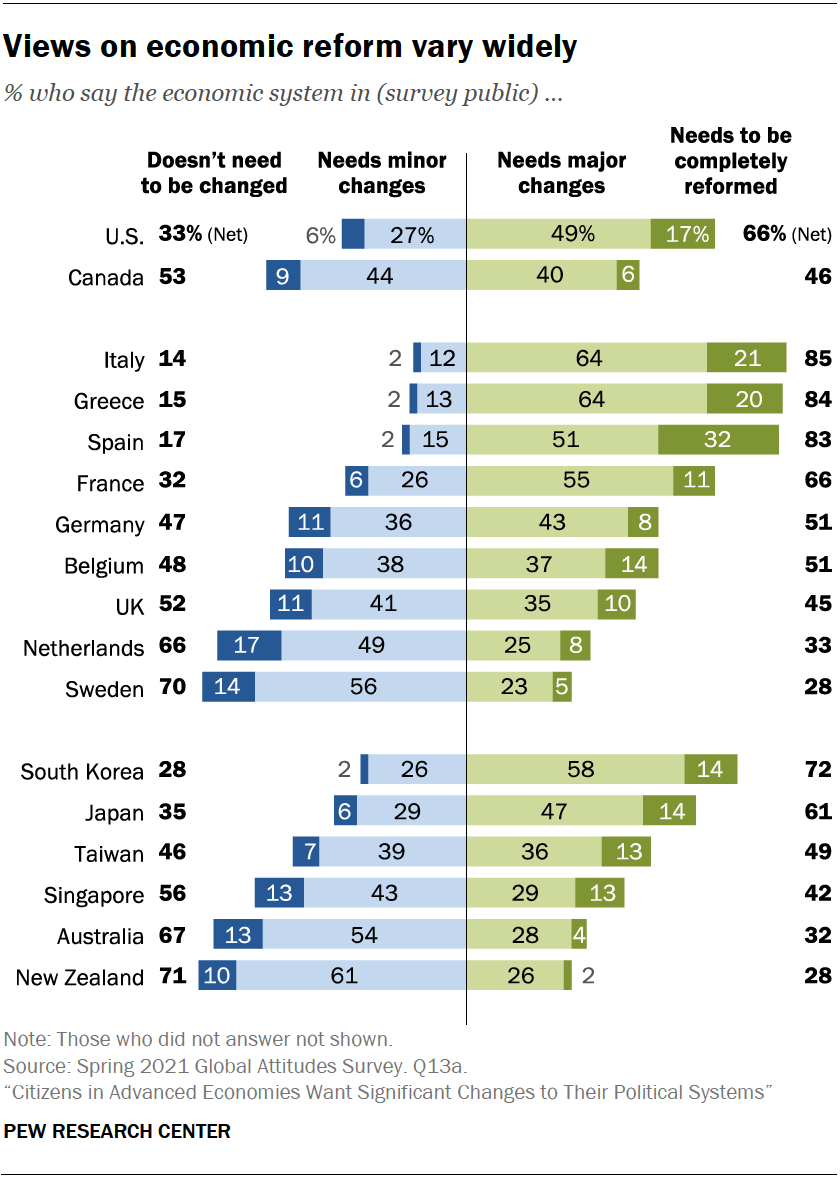 Views on economic reform vary widely
% who say the economic system in (survey public) ...
Doesn't need to be changed Needs minor changes Needs major changes Needs to be completely reformed
U.S. 33% (Net) 6% 27% 49% 17% 66% (Net)
Canada 53 9 44 40 6 46
Italy 14 2 12 64 21 85
Greece 15 2 13 64 20 84
Spain 17 2 15 51 32 83
France 32 6 26 55 11 66
Germany 47 11 36 43 8 51
Belgium 48 10 38 37 14 51
UK 52 11 41 35 10 45
Netherlands 66 17 49 25 8 33
Sweden 70 14 56 23 5 28
South Korea 28 2 26 58 14 72
Japan 35 6 29 47 14 61
Taiwan 46 7 39 36 13 49
Singapore 56 13 43 29 13 42
Australia 67 13 54 28 4 32
New Zealand 71 10 61 26 2 28
Note: Those who did not answer not shown.
Source: Spring 2021 Global Attitudes Survey. Q13a.
“Citizens in Advanced Economies Want Significant Changes to Their Political Systems”
PEW RESEARCH CENTER